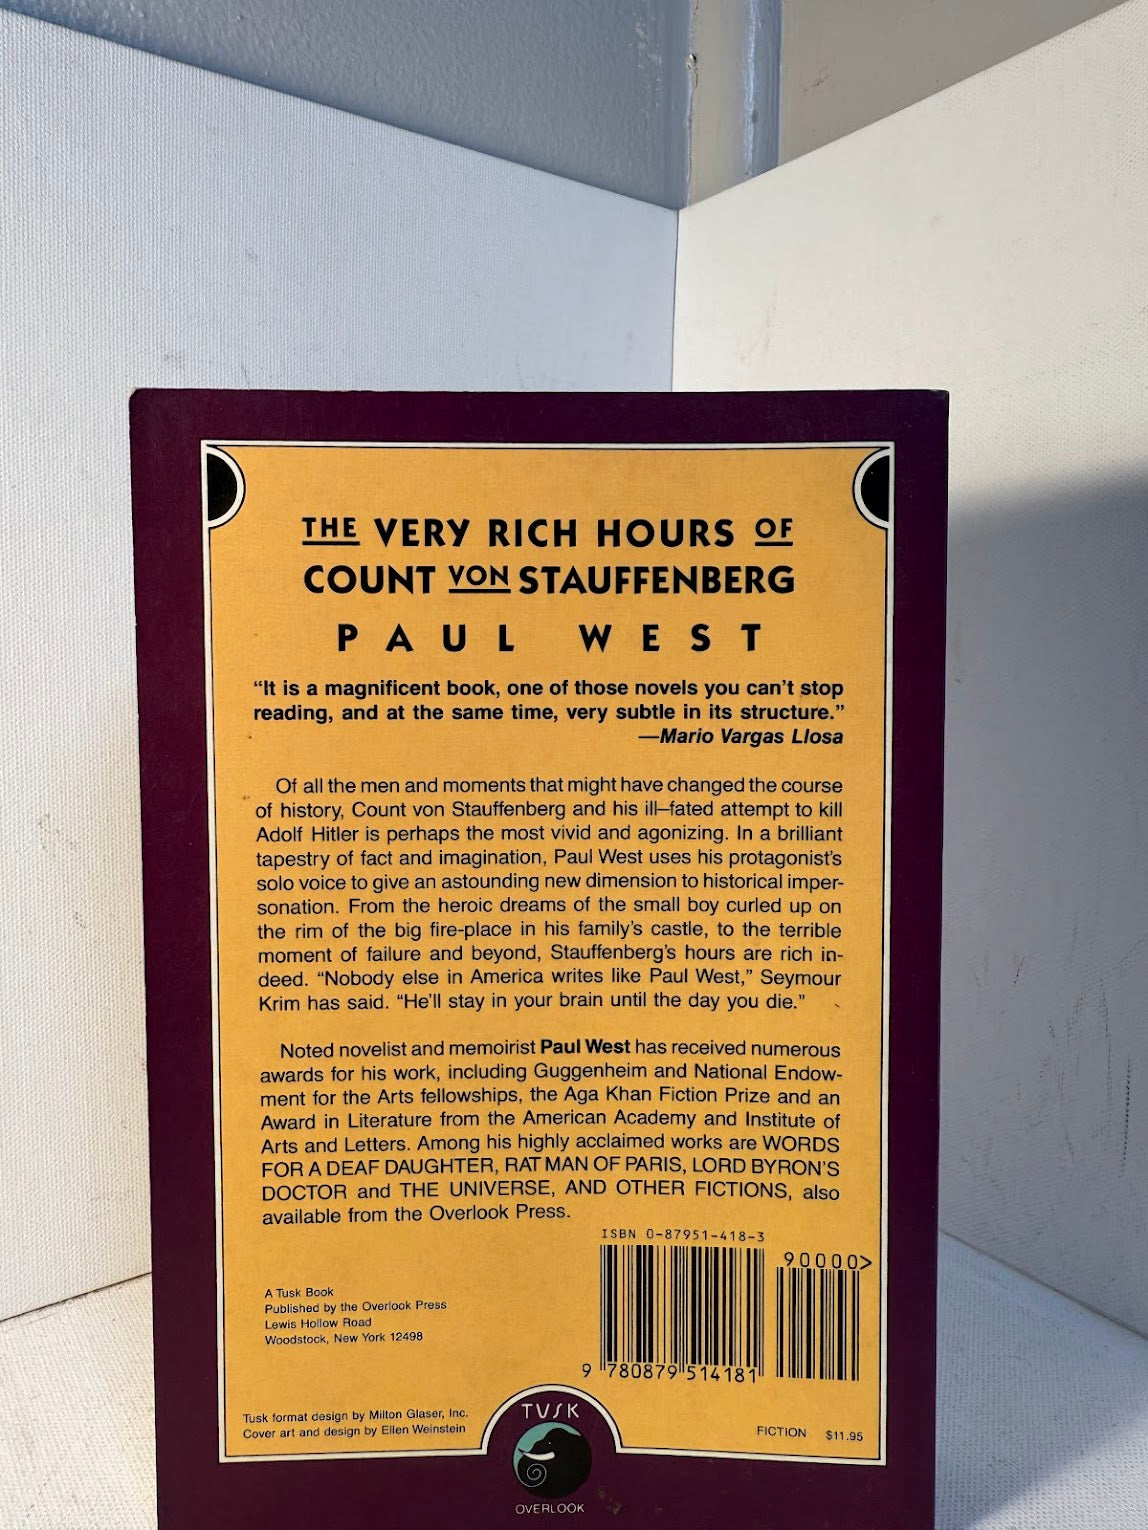 THE VERY RICH HOURS OF
COUNT VON STAUFFENBERG
PAUL WEST
“It is a magnificent book, one of those novels you can’t stop
reading, and at the same time, very subtle in its structure.”
—Mario Vargas Llosa
Of all the men and moments that might have changed the course
of history, Count von Stauffenberg and his ill–fated attempt to kill
Adolf Hitler is perhaps the most vivid and agonizing. In a brilliant
tapestry of fact and imagination, Paul West uses his protagonist’s
solo voice to give an astounding new dimension to historical imper-
sonation. From the heroic dreams of the small boy curled up on
the rim of the big fire-place in his family’s castle, to the terrible
moment of failure and beyond, Stauffenberg’s hours are rich in-
deed. “Nobody else in America writes like Paul West,” Seymour
Krim has said. “He’ll stay in your brain until the day you die.”
Noted novelist and memoirist Paul West has received numerous
awards for his work, including Guggenheim and National Endow-
ment for the Arts fellowships, the Aga Khan Fiction Prize and an
Award in Literature from the American Academy and Institute of
Arts and Letters. Among his highly acclaimed works are WORDS
FOR A DEAF DAUGHTER, RAT MAN OF PARIS, LORD BYRON’S
DOCTOR and THE UNIVERSE, AND OTHER FICTIONS, also
available from the Overlook Press.
ISBN 0-87951-418-3
90000>
A Tusk Book
Published by the Overlook Press
Lewis Hollow Road
Woodstock, New York 12498
9 780879 514181
Tusk format design by Milton Glaser, Inc.
Cover art and design by Ellen Weinstein
TUSK
OVERLOOK
FICTION $11.95